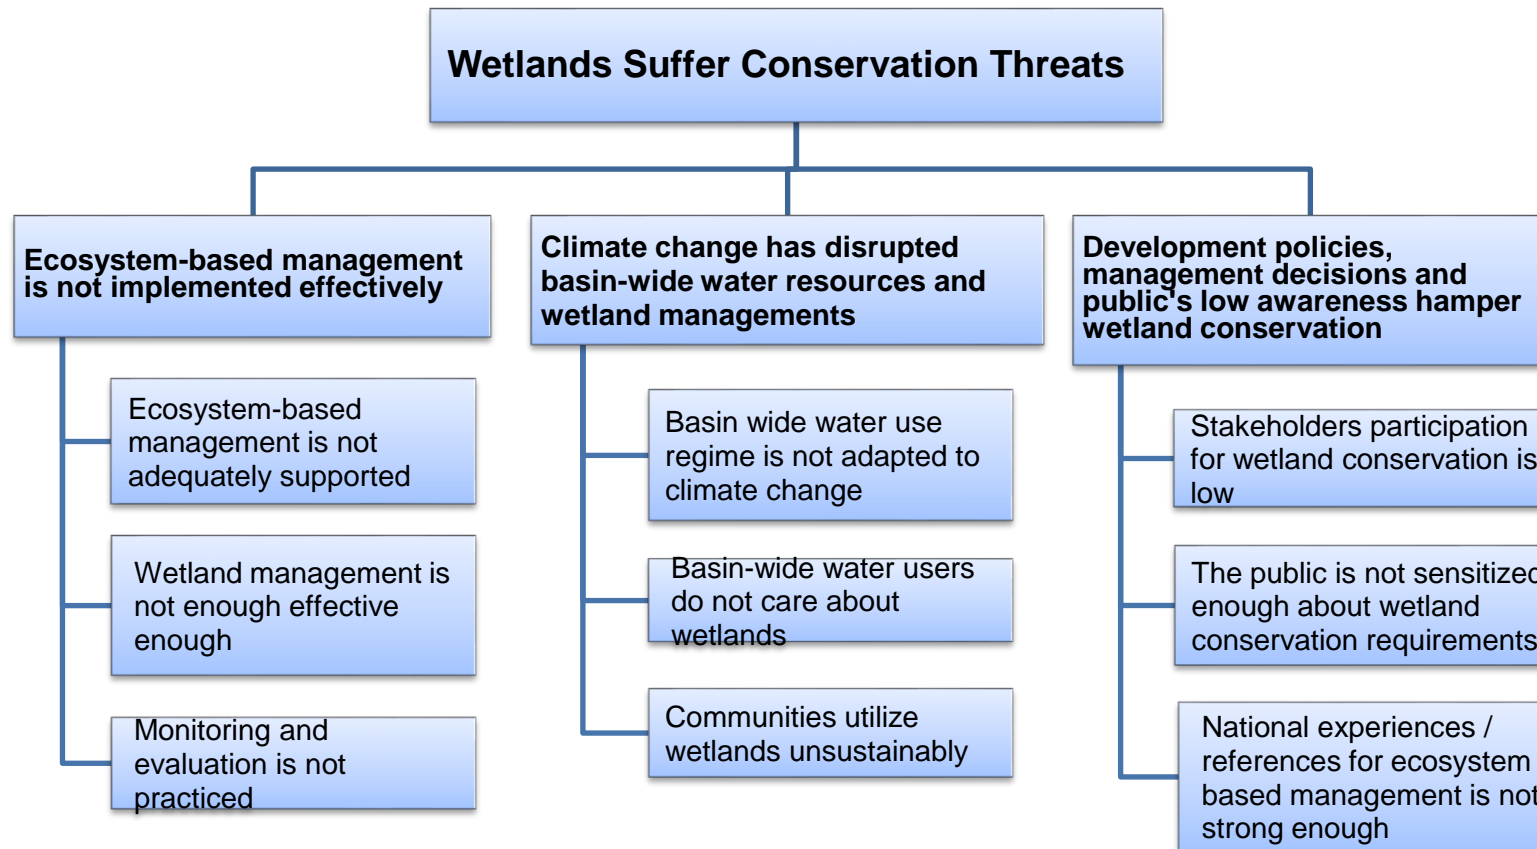 Wetlands Suffer Conservation Threats
Ecosystem-based management
is not implemented effectively
Ecosystem-based
management is not
adequately supported
Wetland management is
not enough effective
enough
Monitoring and
evaluation is not
practiced
Climate change has disrupted
basin-wide water resources and
wetland managements
Basin wide water use
regime is not adapted to
climate change
Basin-wide water users
do not care about
wetlands
Communities utilize
wetlands unsustainably
Development policies,
management decisions and
public's low awareness hamper
wetland conservation
Stakeholders participation
for wetland conservation is
low
The public is not sensitized
enough about wetland
conservation requirements
National experiences /
references for ecosystem
based management is not
strong enough